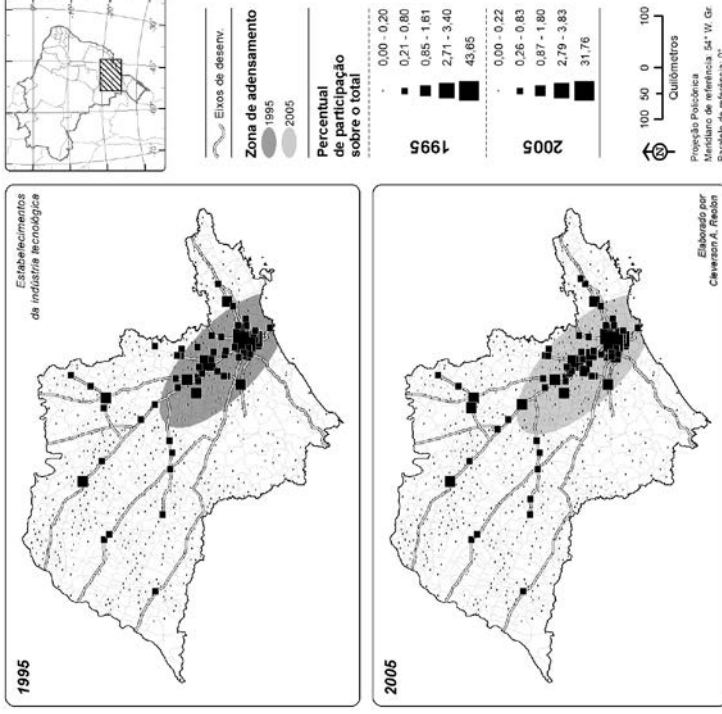 1995
Estabelecimentos
da indústria tecnológica
2005
Elaborado por
Cleverson A. Reolon
Eixos de desenv.
Zona de adensamento
1995
2005
Percentual
de participação
sobre o total
1995
0,00 - 0,20
0,21 - 0,80
0,85 - 1,61
2,71 - 3,40
43,65
2005
0,00 - 0,22
0,26 - 0,83
0,87 - 1,80
2,79 - 3,83
31,76
N
100 50 0 100
Quilômetros
Projeção Policônica
Meridiano de referência: 54° W. Gr.